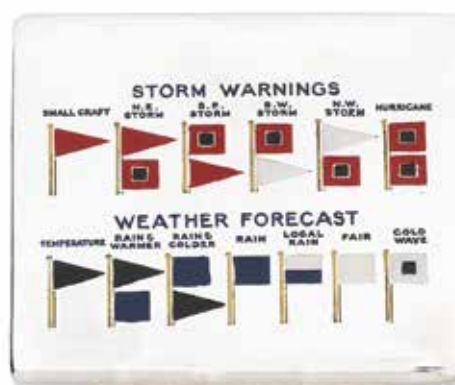 STORM WARNINGS
SMALL CRAFT
N.E. STORM
S.E. STORM
S.W. STORM
N.W. STORM
HURRICANE
WEATHER FORECAST
TEMPERATURE
RAIN & WARMER
RAIN & COLDER
RAIN
LOCAL RAIN
FAIR
COLD WAVE